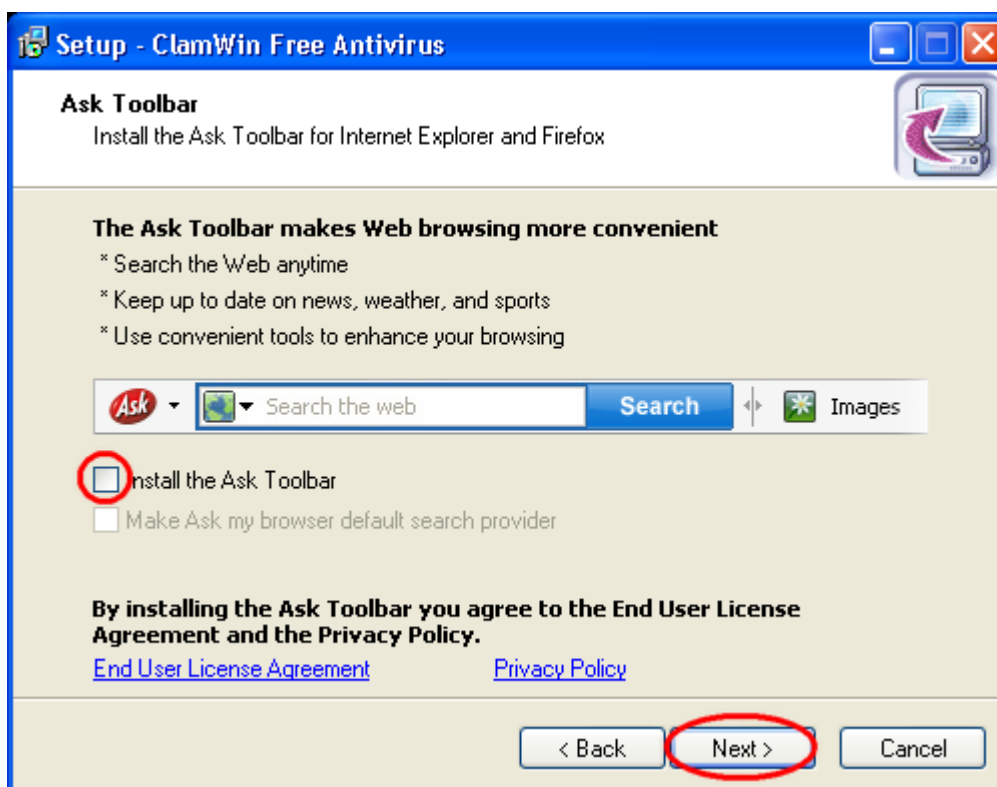 Setup - ClamWin Free Antivirus
Ask Toolbar
Install the Ask Toolbar for Internet Explorer and Firefox
The Ask Toolbar makes Web browsing more convenient
* Search the Web anytime
* Keep up to date on news, weather, and sports
* Use convenient tools to enhance your browsing
Ask Search the web Search Images
Install the Ask Toolbar
Make Ask my browser default search provider
By installing the Ask Toolbar you agree to the End User License
Agreement and the Privacy Policy.
End User License Agreement Privacy Policy
< Back Next > Cancel